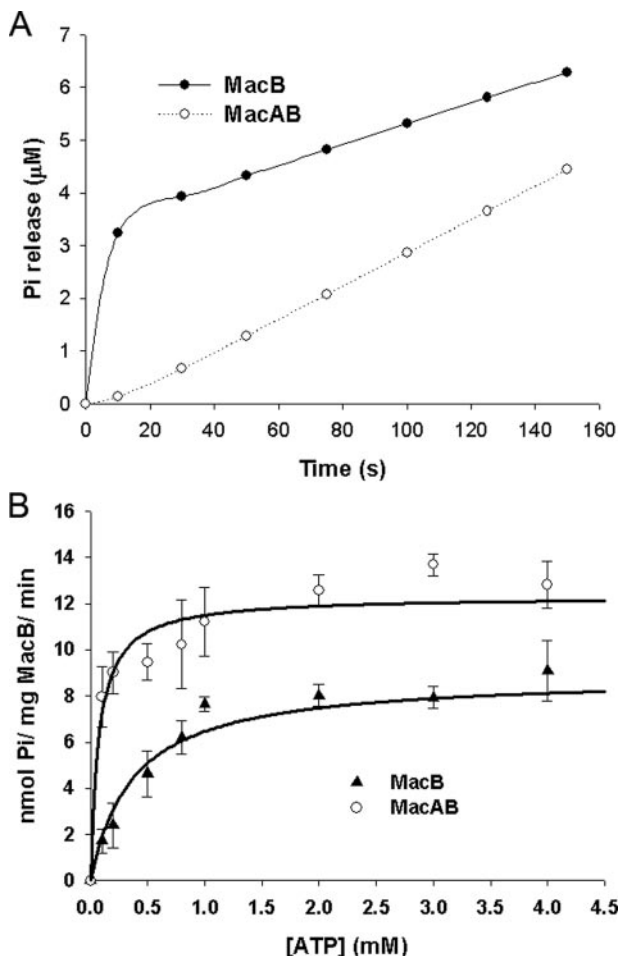 A
7
6
5
4
3
2
1
0
Pi release (μM)
MacB
MacAB
0 20 40 60 80 100 120 140 160
Time (s)
B
16
14
12
10
8
6
4
2
0
nmol Pi/ mg MacB/ min
MacB
MacAB
0.0 0.5 1.0 1.5 2.0 2.5 3.0 3.5 4.0 4.5
[ATP] (mM)